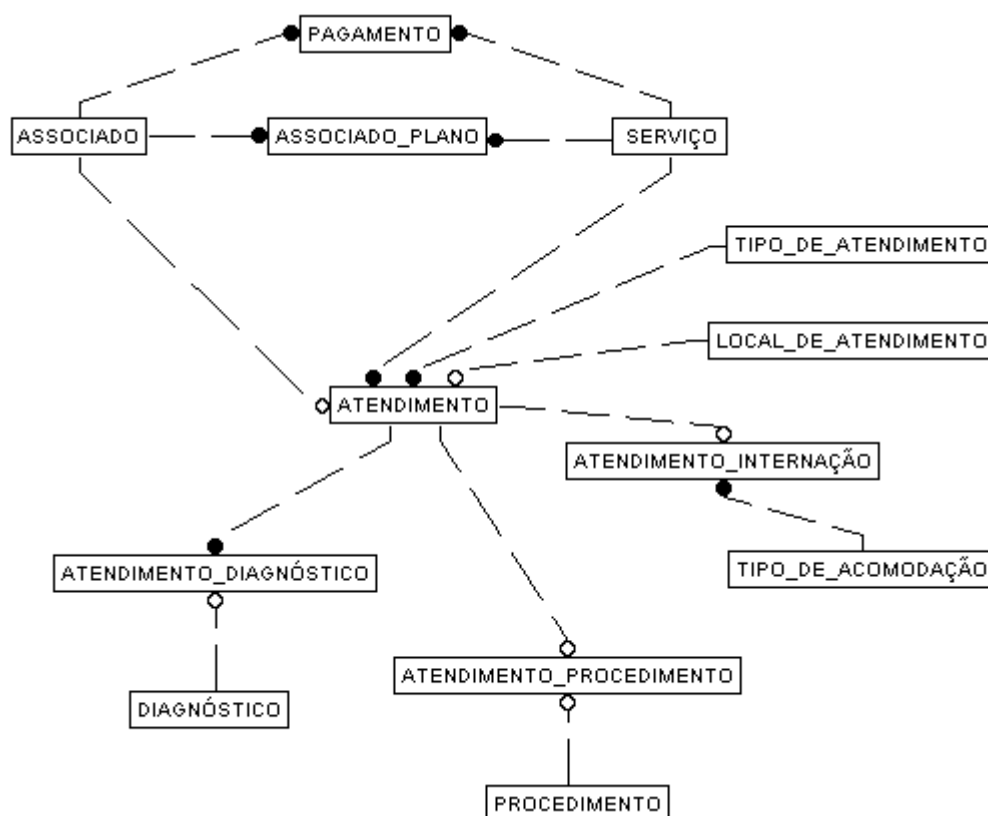 PAGAMENTO
ASSOCIADO
ASSOCIADO_PLANO
SERVIÇO
TIPO_DE_ATENDIMENTO
LOCAL_DE_ATENDIMENTO
ATENDIMENTO
ATENDIMENTO_INTERNAÇÃO
ATENDIMENTO_DIAGNÓSTICO
TIPO_DE_ACOMODAÇÃO
ATENDIMENTO_PROCEDIMENTO
DIAGNÓSTICO
PROCEDIMENTO